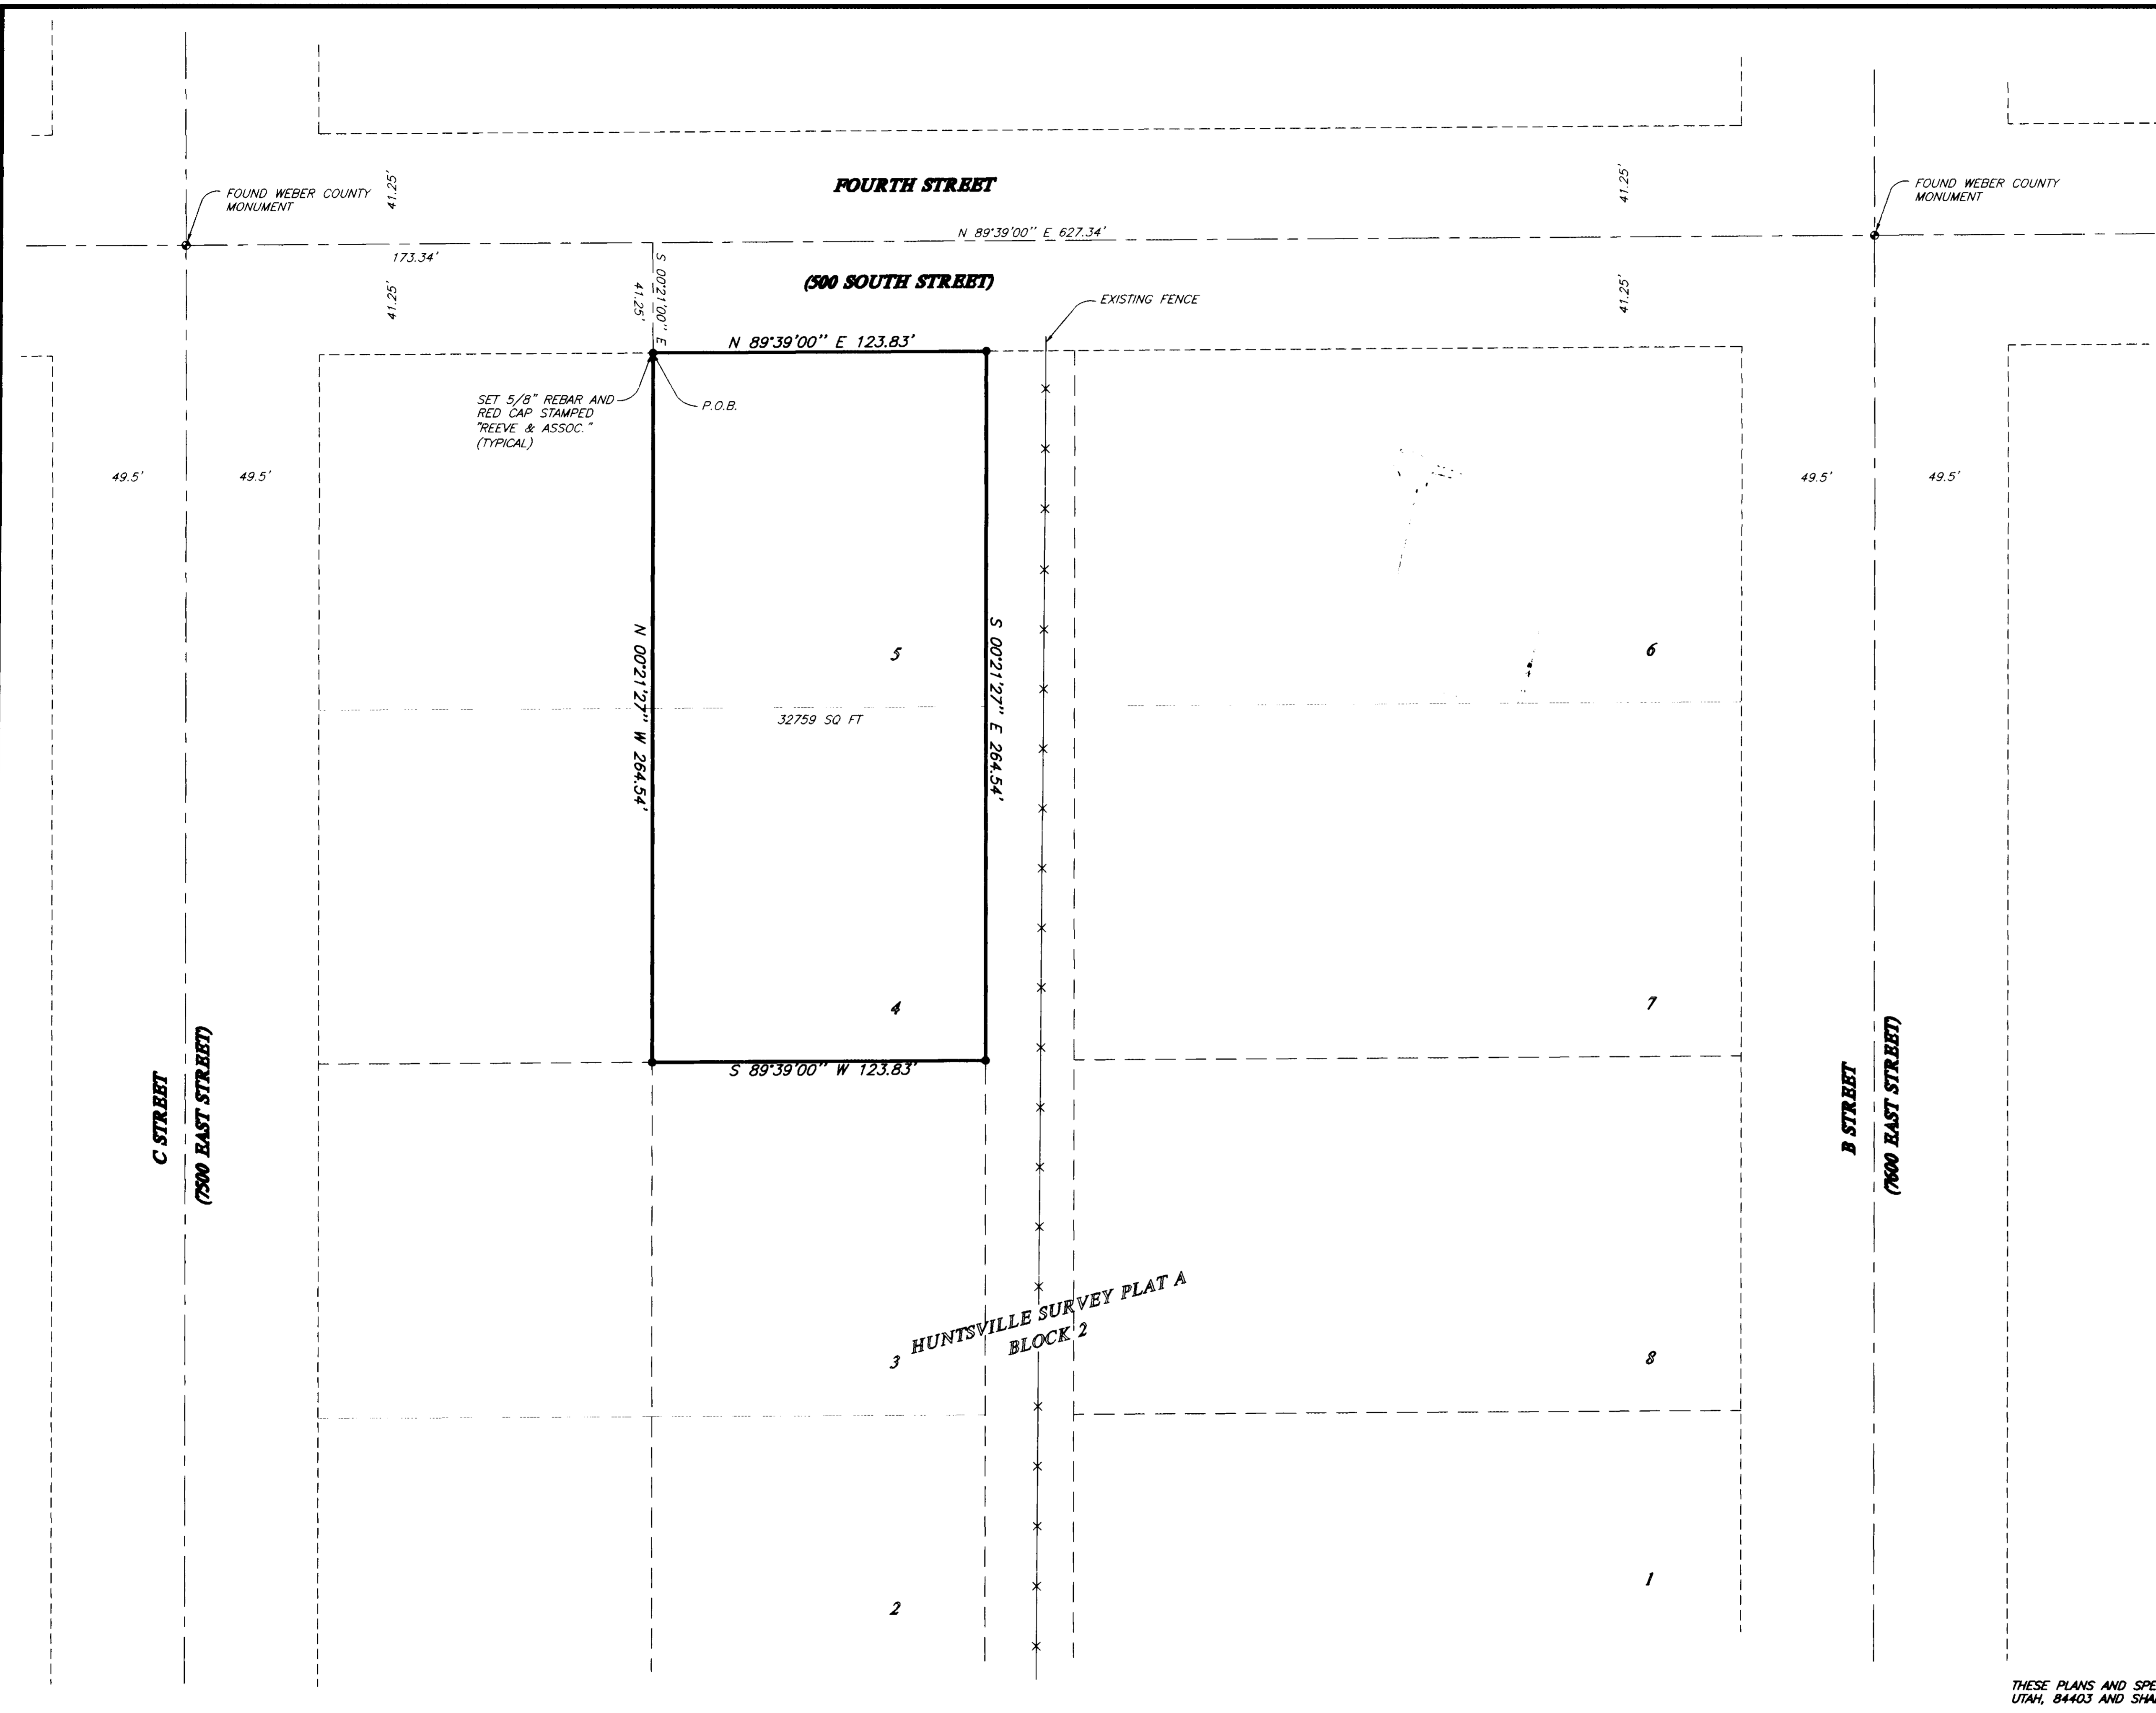 FOURTH STREET
FOUND WEBER COUNTY
MONUMENT
41.25'
41.25'
FOUND WEBER COUNTY
MONUMENT
N 89°39'00" E 627.34'
173.34'
S 00°21'00" E
41.25'
(500 SOUTH STREET)
41.25'
41.25'
EXISTING FENCE
N 89°39'00" E 123.83'
SET 5/8" REBAR AND
RED CAP STAMPED
"REEVE & ASSOC."
(TYPICAL)
P.O.B.
49.5'
49.5'
49.5'
49.5'
N 00°21'27" W 264.54'
5
S 00°21'27" E 264.54'
6
32759 SQ FT
4
7
S 89°39'00" W 123.83'
C STREET
(7500 EAST STREET)
B STREET
(7600 EAST STREET)
HUNTSVILLE SURVEY PLAT A
BLOCK 2
3
8
2
1
THESE PLANS AND SPE
UTAH, 84403 AND SHA